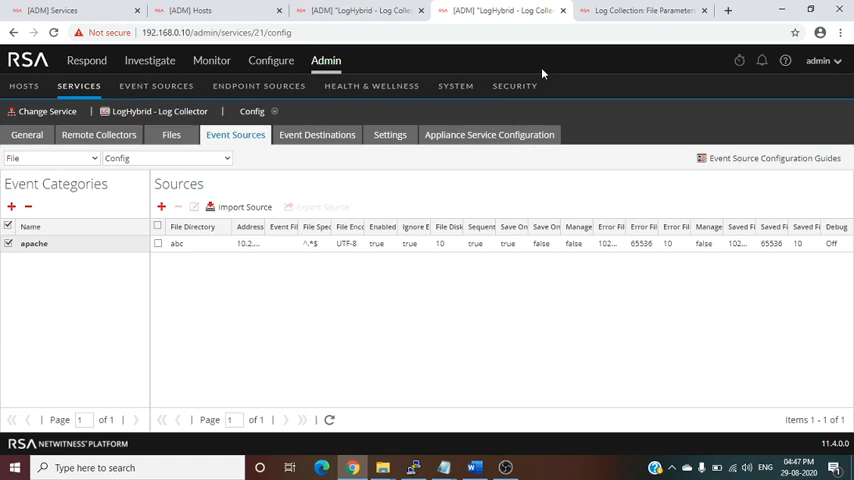 [ADM] Services
[ADM] Hosts
[ADM] "LogHybrid - Log Collec
[ADM] "LogHybrid - Log Collec
Log Collection: File Parameter
Not secure | 192.168.0.10/admin/services/21/config
RSA Respond Investigate Monitor Configure Admin admin
HOSTS SERVICES EVENT SOURCES ENDPOINT SOURCES HEALTH & WELLNESS SYSTEM SECURITY
Change Service | LogHybrid - Log Collector Config
General Remote Collectors Files Event Sources Event Destinations Settings Appliance Service Configuration
File Config Event Source Configuration Guides
Event Categories Sources
Import Source Export Source
Name File Directory Address Event Fil File Spec File Enco Enabled Ignore E File Disk Sequent Save On Save On Manage Error Fil Error Fil Error Fil Manage Saved Fi Saved Fi Saved Fi Debug
apache abc 10.2.... ^.*$ UTF-8 true true 10 true true false false 102... 65536 10 false 102... 65536 10 Off
Page 1 of 1 Page 1 of 1 Items 1 - 1 of 1
RSA NETWITNESS PLATFORM 11.4.0.0
Type here to search ENG 04:47 PM
29-08-2020